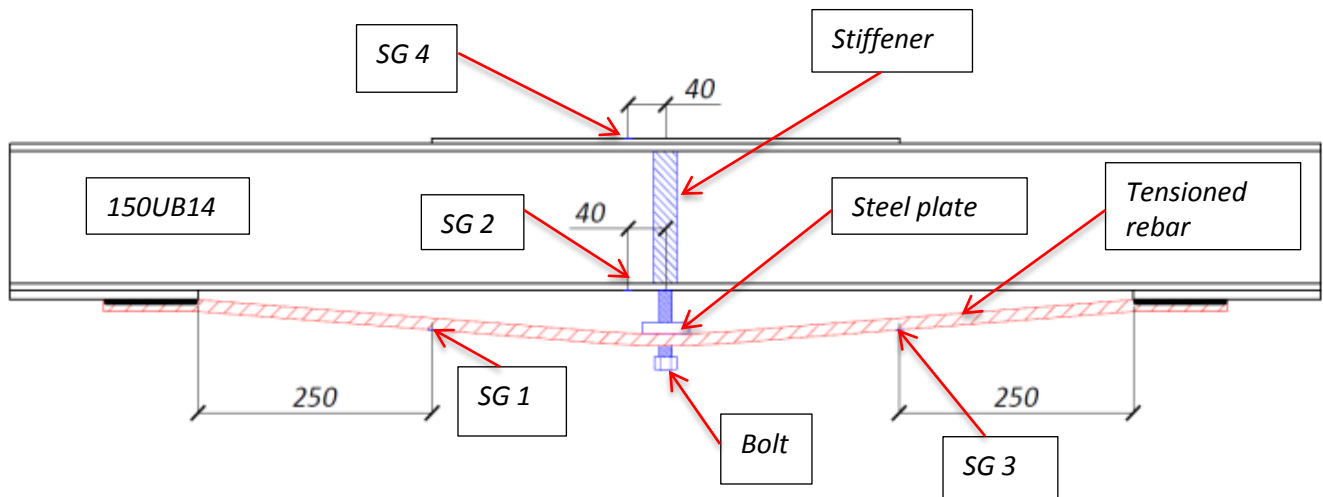 SG 4
Stiffener
40
150UB14
SG 2
40
Steel plate
Tensioned
rebar
250
SG 1
Bolt
250
SG 3